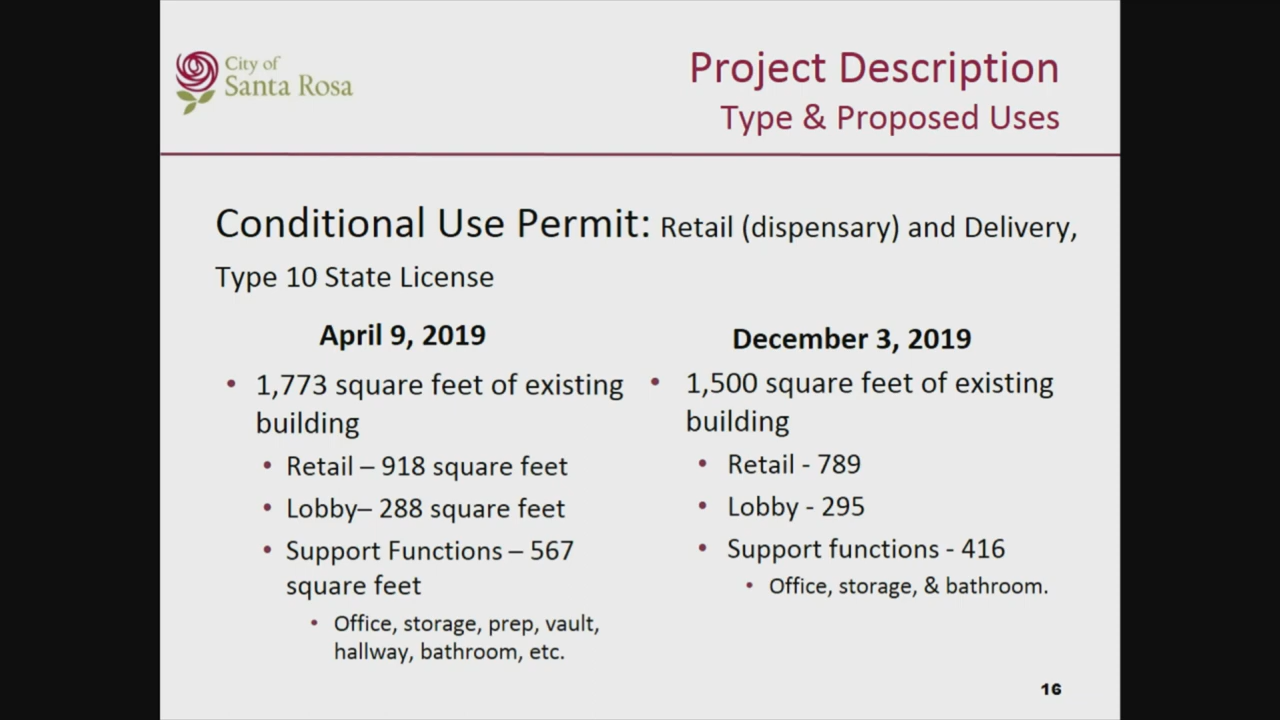 City of
Santa Rosa
Project Description
Type & Proposed Uses
Conditional Use Permit: Retail (dispensary) and Delivery,
Type 10 State License
April 9, 2019
• 1,773 square feet of existing
building
• Retail – 918 square feet
• Lobby– 288 square feet
• Support Functions – 567
square feet
• Office, storage, prep, vault,
hallway, bathroom, etc.
December 3, 2019
• 1,500 square feet of existing
building
• Retail - 789
• Lobby - 295
• Support functions - 416
• Office, storage, & bathroom.
16